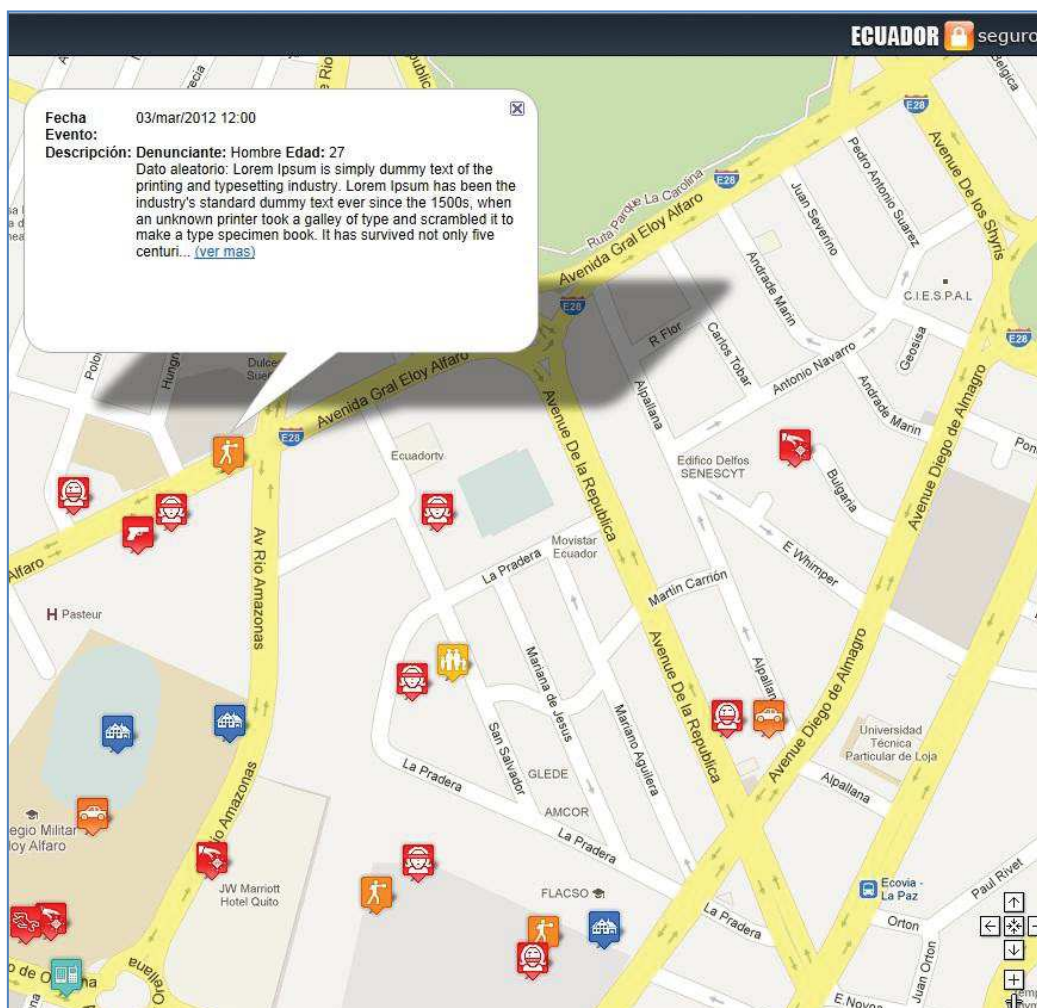 ECUADOR seguro
Fecha Evento: 03/mar/2012 12:00
Descripción: Denunciante: Hombre Edad: 27
Dato aleatorio: Lorem Ipsum is simply dummy text of the
printing and typesetting industry. Lorem Ipsum has been the
industry's standard dummy text ever since the 1500s, when
an unknown printer took a galley of type and scrambled it to
make a type specimen book. It has survived not only five
centuri... (ver mas)
Belgica
E28
Pedro Antonio Suarez
Avenue De los Shyris
E28
Juan Severino
Ruta Parque La Carolina
Avenida Gral Eloy Alfaro
Andrade Marin
C.I.E.S.P.A.L
E28
R Flor
Carlos Tobar
Geosisa
E28
Antonio Navarro
Alpallana
Avenida Gral Eloy Alfaro
Andrade Marin
Avenue Diego de Almagro
E28
Avenue De la Republica
Ecuadortv
Edifico Delfos
SENESCYT
Bulgaria
Av Rio Amazonas
Movistar
Ecuador
La Pradera
E Whimper
Alfaro
Martin Carrión
H Pasteur
Mariana de Jesus
Avenue De la Republica
Alpallana
Avenue Diego de Almagro
San Salvador
Mariano Aguilera
Universidad
Técnica
Particular de Loja
La Pradera
GLEDE
Alpallana
AMCOR
egio Militar
loy Alfaro
Rio Amazonas
La Pradera
JW Marriott
Hotel Quito
FLACSO
Ecovia -
La Paz
Paul Rivet
La Pradera
Orton
Juan Orton
Orellana
E.Novoa